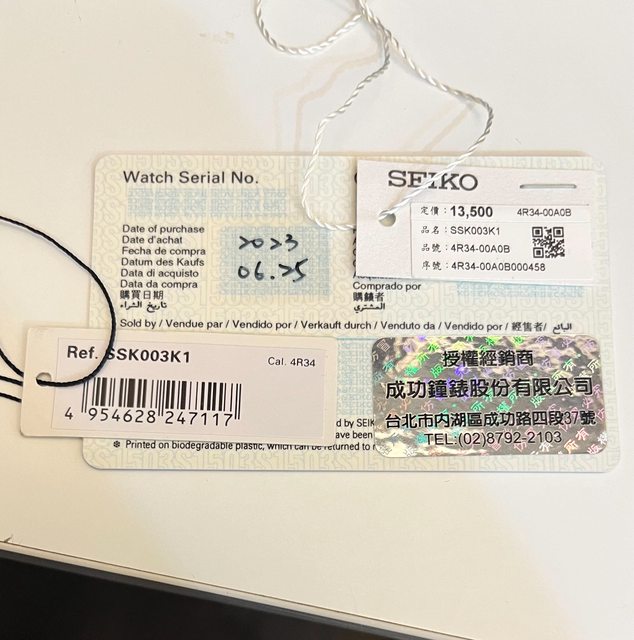 Watch Serial No.
SEIKO
定價：13,500 4R34-00A0B
品名：SSK003K1
品號：4R34-00A0B
序號：4R34-00A0B000458
Date of purchase
Date d'achat
Fecha de compra
Datum des Kaufs
Data di acquisto
Data da compra
購買日期
تاريخ الشراء
2023
06.25
Comprado por
購錶者
المشتري
Sold by / Vendue par / Vendido por / Verkauft durch / Venduto da / Vendido por / 經售者/ البائع
Ref. SSK003K1
Cal. 4R34
4 954628 247117
授權經銷商
成功鐘錶股份有限公司
台北市內湖區成功路四段37號
TEL:(02)8792-2103
d by SEIK
have been
❄ Printed on biodegradable plastic, which can be returned to